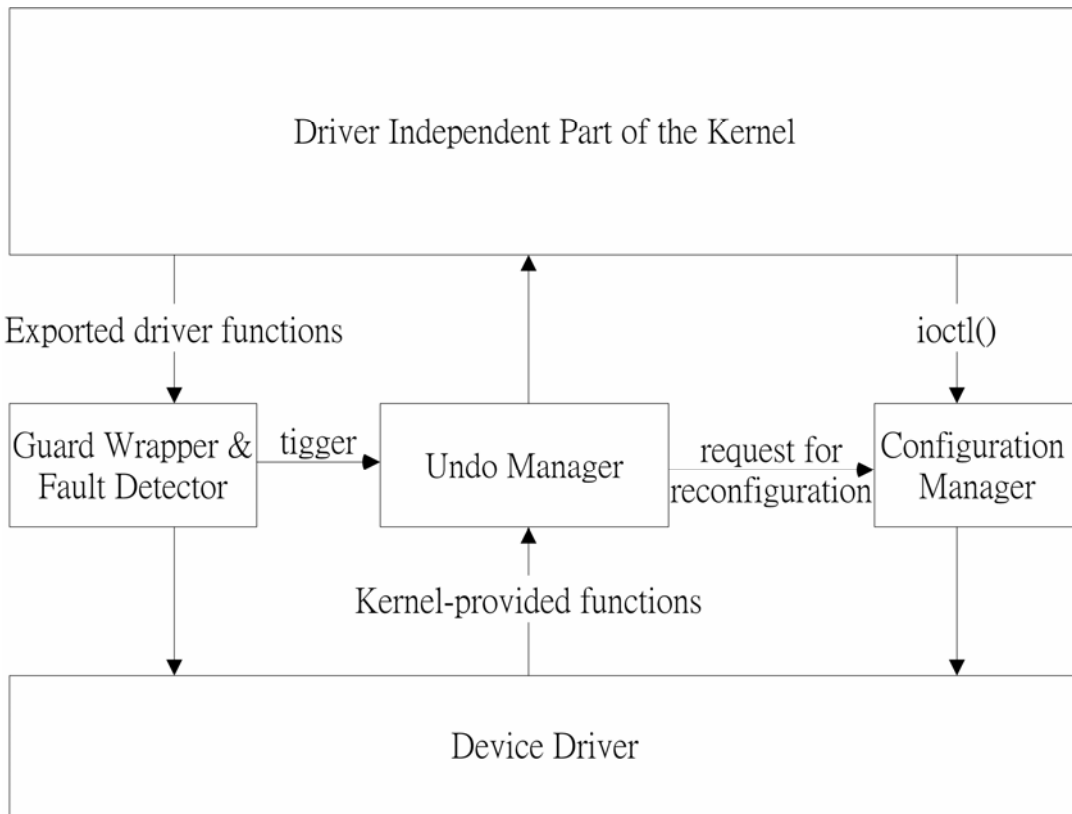 Driver Independent Part of the Kernel
Exported driver functions
ioctl()
Guard Wrapper &
Fault Detector
tigger
Undo Manager
request for
reconfiguration
Configuration
Manager
Kernel-provided functions
Device Driver